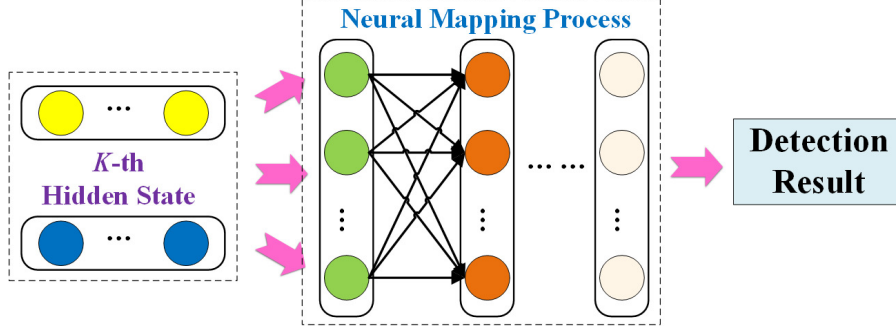 Neural Mapping Process
...
K-th
Hidden State
...
... ...
...
...
...
Detection
Result